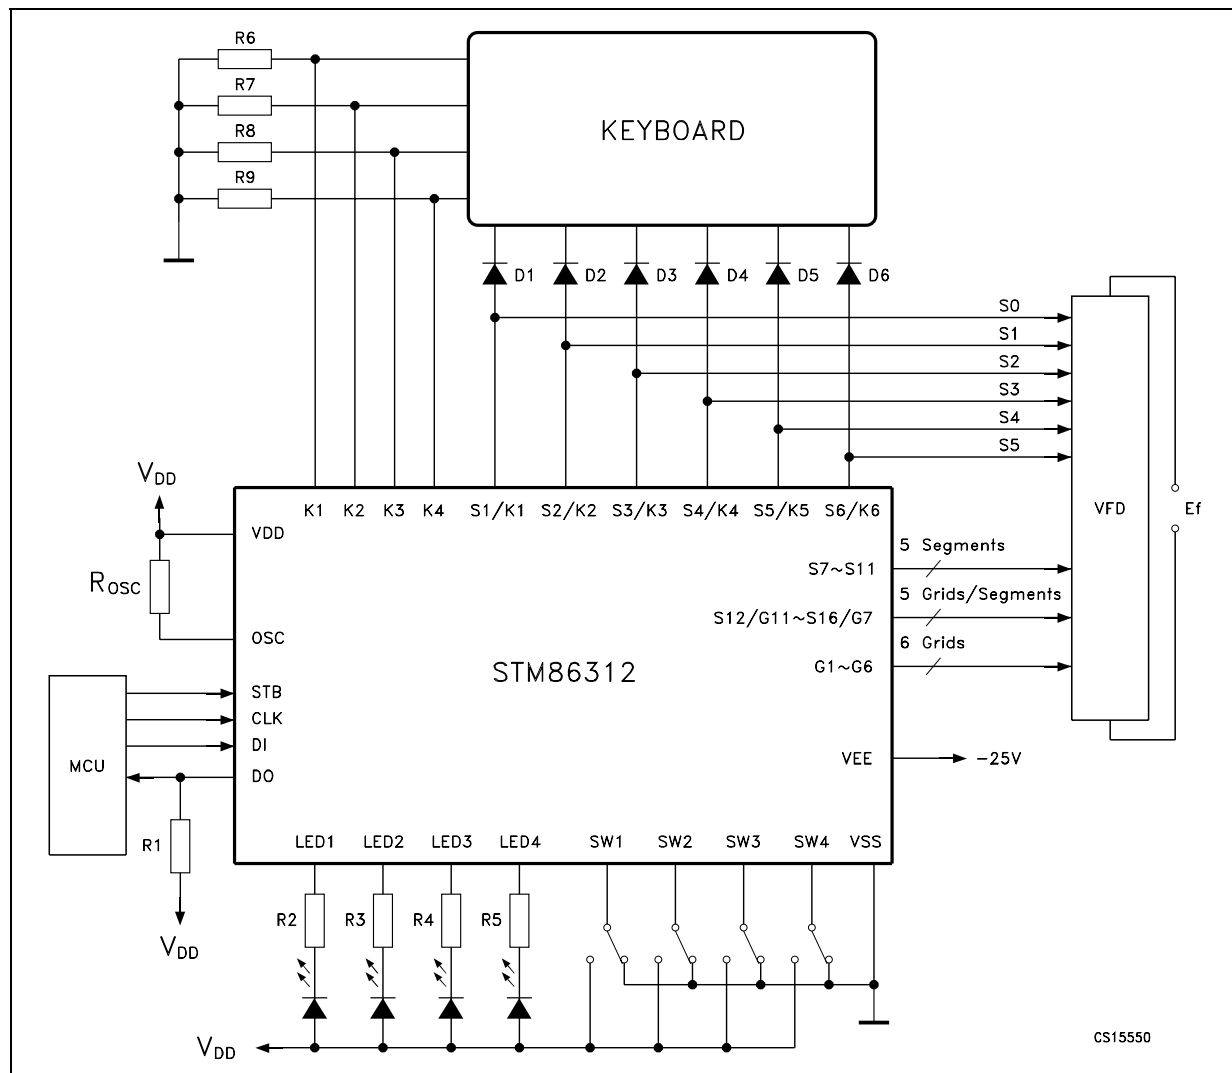 R6
R7
R8
R9
KEYBOARD
D1 D2 D3 D4 D5 D6
S0
S1
S2
S3
S4
S5
VDD
K1 K2 K3 K4 S1/K1 S2/K2 S3/K3 S4/K4 S5/K5 S6/K6
VFD
Ef
VDD
5 Segments
S7~S11
ROSC
5 Grids/Segments
S12/G11~S16/G7
OSC
6 Grids
G1~G6
STM86312
STB
CLK
DI
MCU
DO
VEE
-25V
R1
LED1 LED2 LED3 LED4 SW1 SW2 SW3 SW4 VSS
R2 R3 R4 R5
VDD
VDD
CS15550